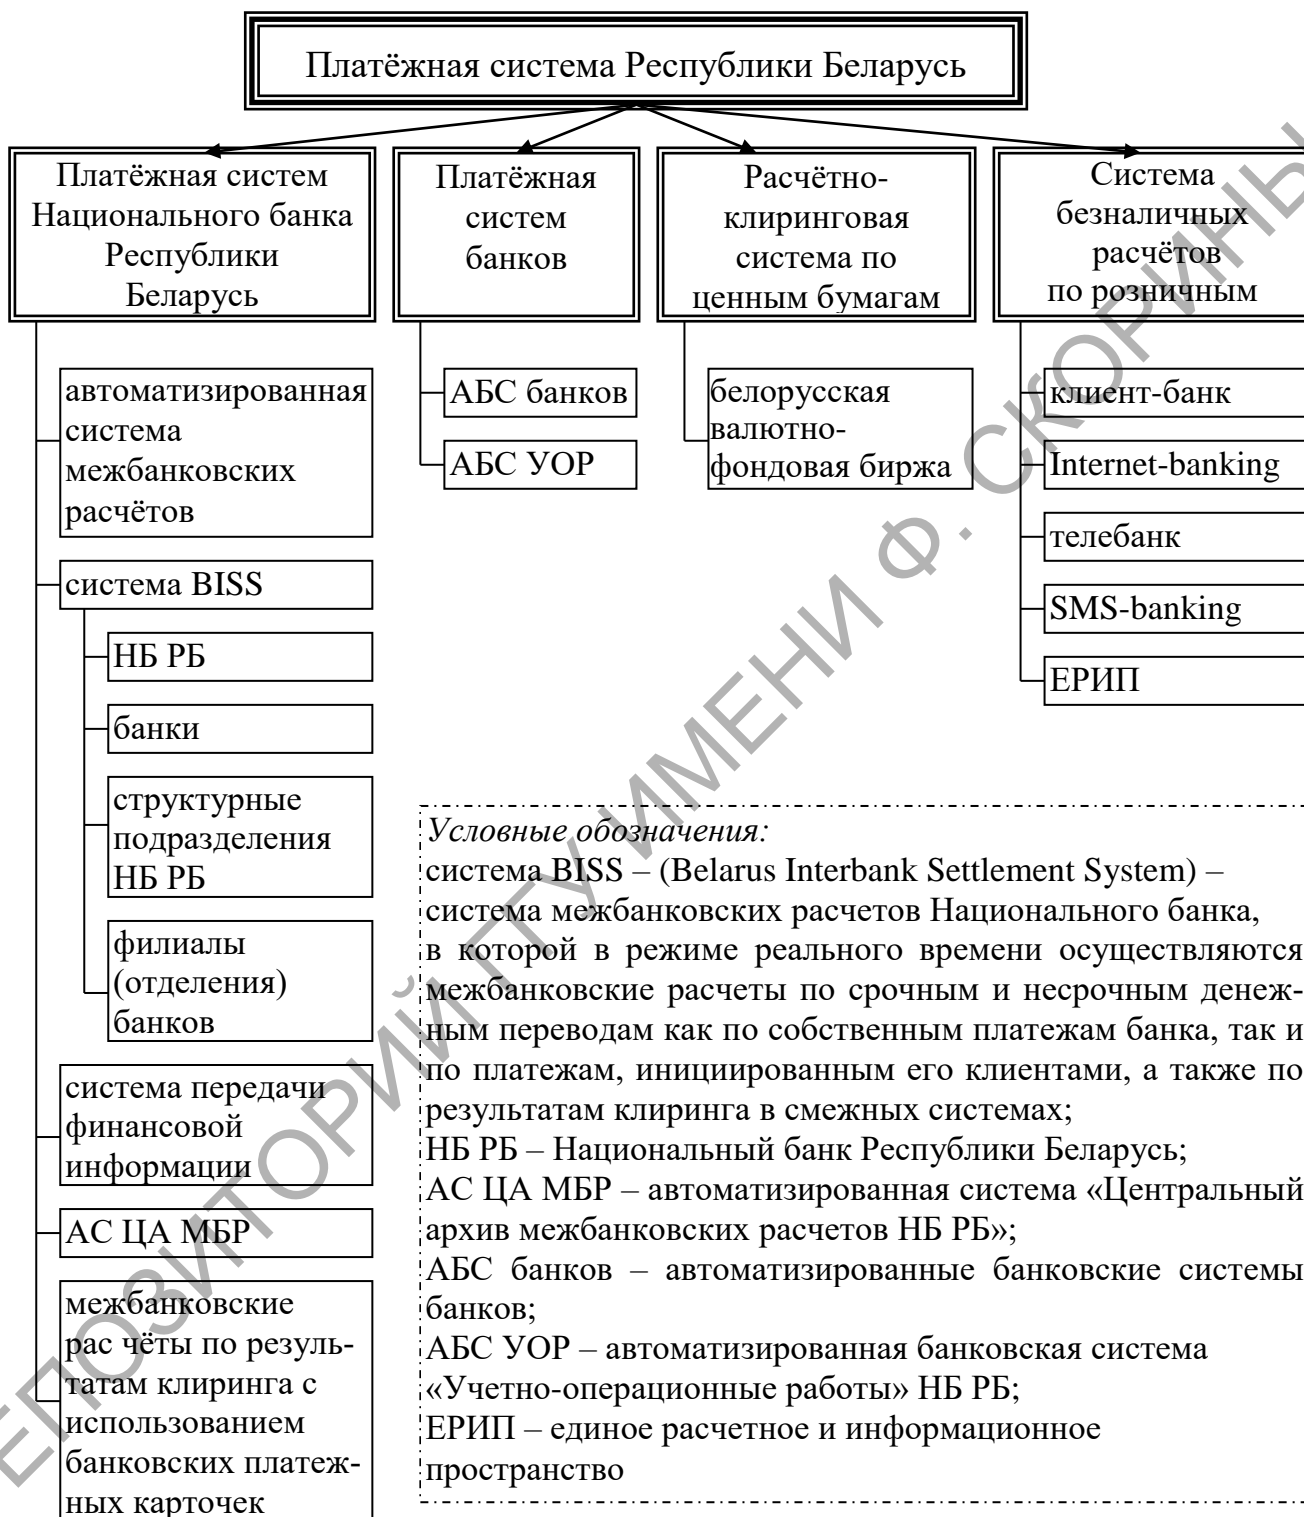 Платёжная система Республики Беларусь
Платёжная систем
Национального банка
Республики
Беларусь
автоматизированная
система
межбанковских
расчётов
система BISS
НБ РБ
банки
структурные
подразделения
НБ РБ
филиалы
(отделения)
банков
система передачи
финансовой
информации
АС ЦА МБР
межбанковские
рас чёты по резуль-
татам клиринга с
использованием
банковских платеж-
ных карточек
Платёжная
систем
банков
АБС банков
АБС УОР
Расчётно-
клиринговая
система по
ценным бумагам
белорусская
валютно-
фондовая биржа
Система
безналичных
расчётов
по розничным
клиент-банк
Internet-banking
телебанк
SMS-banking
ЕРИП
Условные обозначения:
система BISS – (Belarus Interbank Settlement System) –
система межбанковских расчетов Национального банка,
в которой в режиме реального времени осуществляются
межбанковские расчеты по срочным и несрочным денеж-
ным переводам как по собственным платежам банка, так и
по платежам, инициированным его клиентами, а также по
результатам клиринга в смежных системах;
НБ РБ – Национальный банк Республики Беларусь;
АС ЦА МБР – автоматизированная система «Центральный
архив межбанковских расчетов НБ РБ»;
АБС банков – автоматизированные банковские системы
банков;
АБС УОР – автоматизированная банковская система
«Учетно-операционные работы» НБ РБ;
ЕРИП – единое расчетное и информационное
пространство
ЕПОЗИТОРИЙ ГГУ ИМЕНИ Ф. СКОРИНЫ